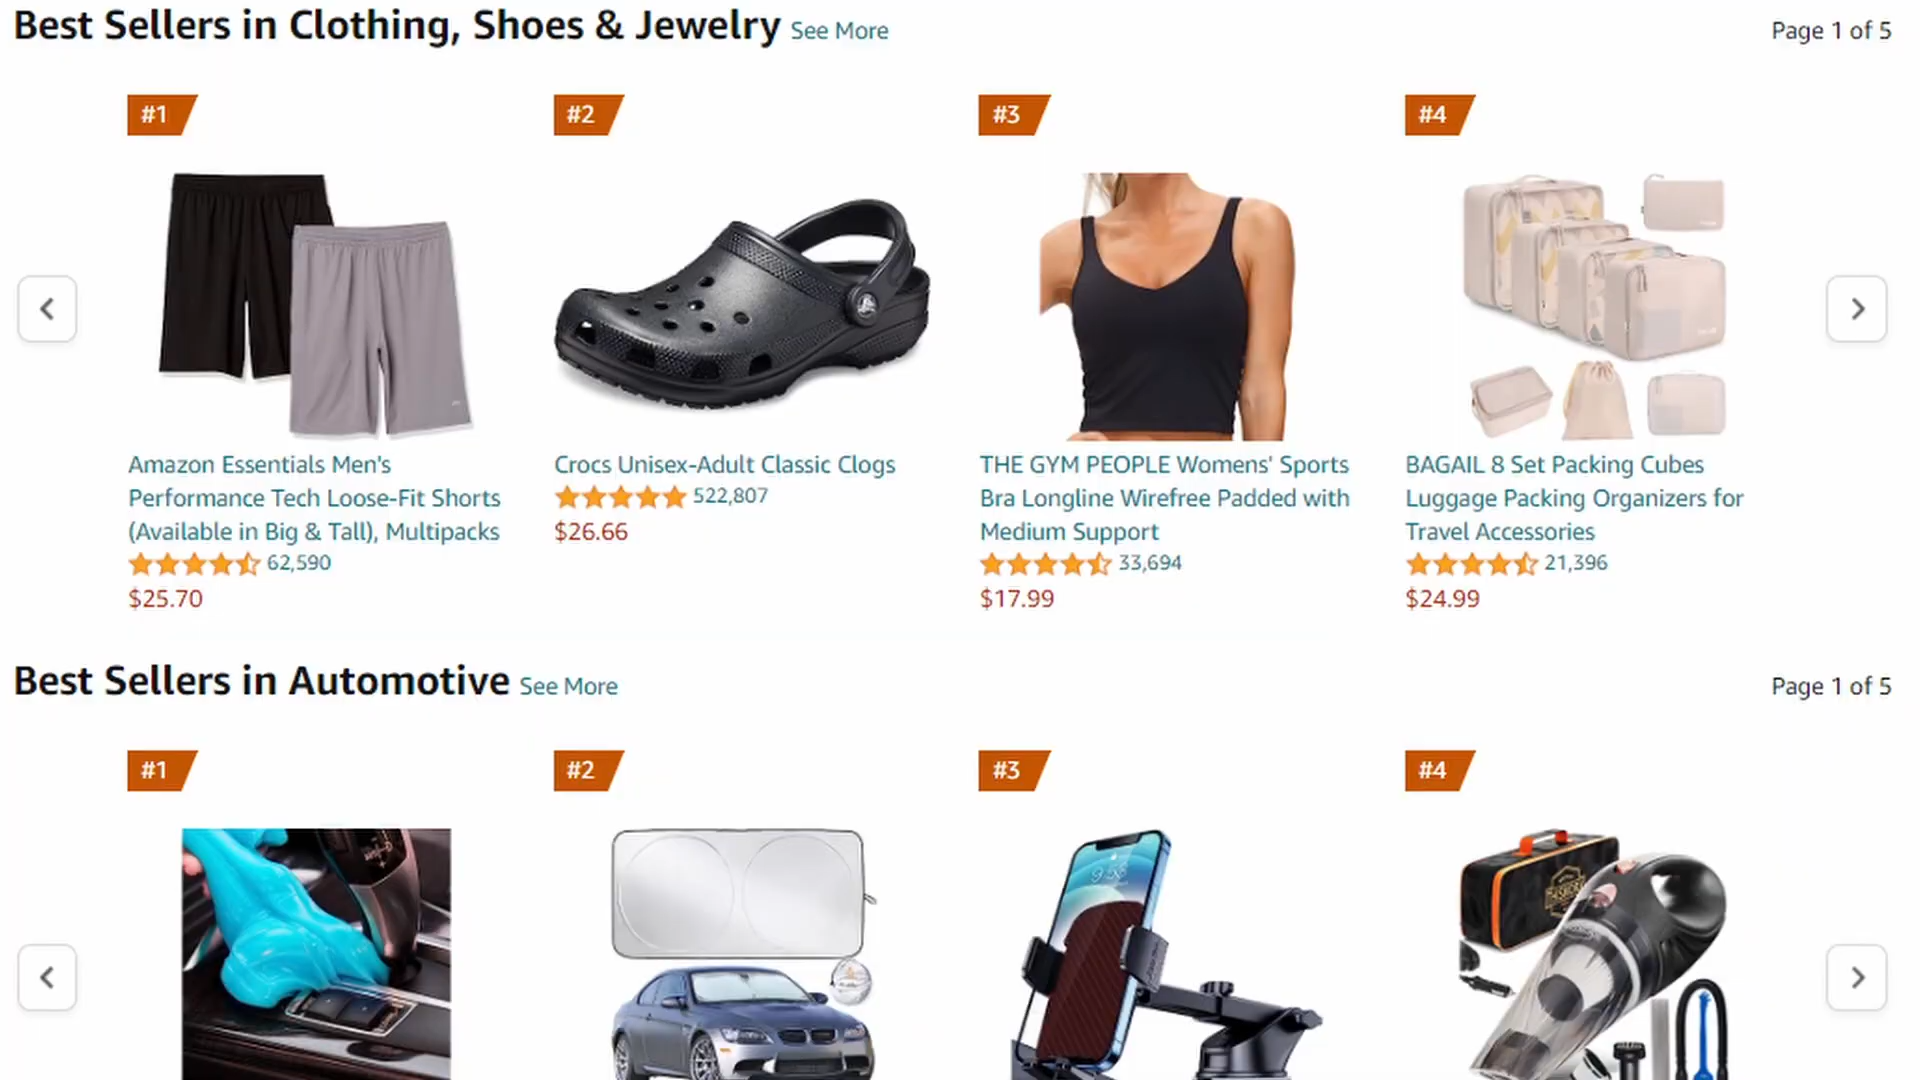 Best Sellers in Clothing, Shoes & Jewelry See More
Page 1 of 5
#1
#2
#3
#4
Amazon Essentials Men's
Performance Tech Loose-Fit Shorts
(Available in Big & Tall), Multipacks
62,590
$25.70
Crocs Unisex-Adult Classic Clogs
522,807
$26.66
THE GYM PEOPLE Womens' Sports
Bra Longline Wirefree Padded with
Medium Support
33,694
$17.99
BAGAIL 8 Set Packing Cubes
Luggage Packing Organizers for
Travel Accessories
21,396
$24.99
Best Sellers in Automotive See More
Page 1 of 5
#1
#2
#3
#4